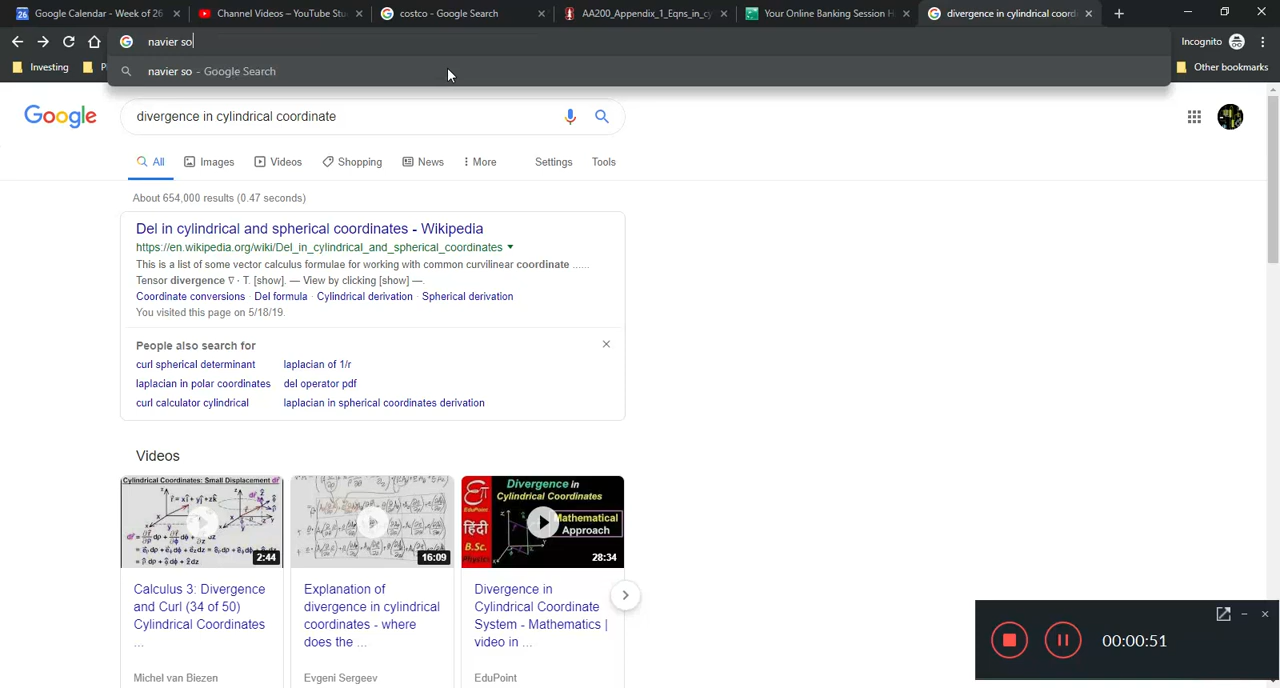 26 Google Calendar - Week of 26
Channel Videos – YouTube Stu
costco - Google Search
AA200_Appendix_1_Eqns_in_cy
Your Online Banking Session H
divergence in cylindrical coord
navier so
Incognito
Investing
P
navier so - Google Search
Other bookmarks
Google
divergence in cylindrical coordinate
All Images Videos Shopping News More Settings Tools
About 654,000 results (0.47 seconds)
Del in cylindrical and spherical coordinates - Wikipedia
https://en.wikipedia.org/wiki/Del_in_cylindrical_and_spherical_coordinates
This is a list of some vector calculus formulae for working with common curvilinear coordinate ......
Tensor divergence ∇ · T. [show]. — View by clicking [show] —.
Coordinate conversions · Del formula · Cylindrical derivation · Spherical derivation
You visited this page on 5/18/19.
People also search for
curl spherical determinant laplacian of 1/r
laplacian in polar coordinates del operator pdf
curl calculator cylindrical laplacian in spherical coordinates derivation
Videos
Cylindrical Coordinates: Small Displacement
2:44
16:09
Divergence in
Cylindrical Coordinates
EduPoint
हिंदी
B.Sc.
Physics
Mathematical
Approach
28:34
Calculus 3: Divergence
and Curl (34 of 50)
Cylindrical Coordinates
...
Explanation of
divergence in cylindrical
coordinates - where
does the ...
Divergence in
Cylindrical Coordinate
System - Mathematics |
video in ...
Michel van Biezen
Evgeni Sergeev
EduPoint
00:00:51